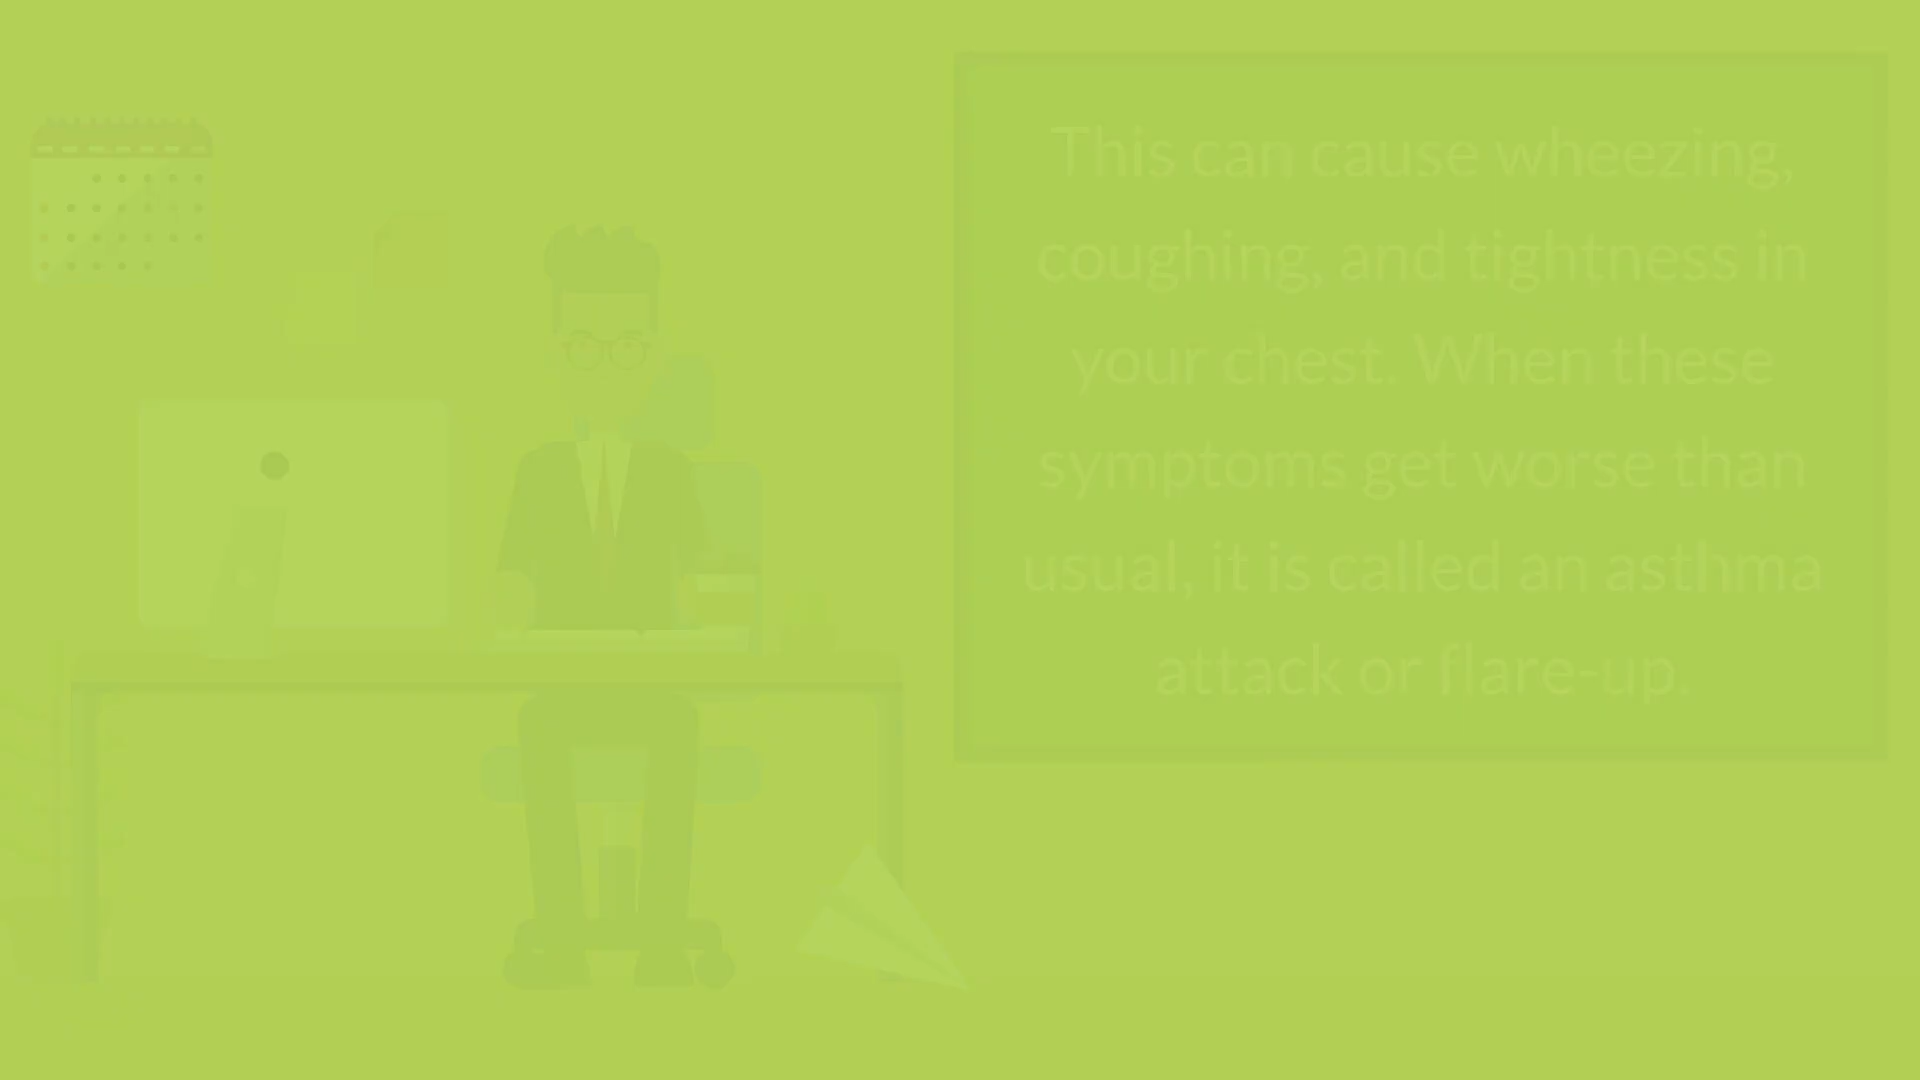 This can cause wheezing,
coughing, and tightness in
your chest. When these
symptoms get worse than
usual, it is called an asthma
attack or flare-up.